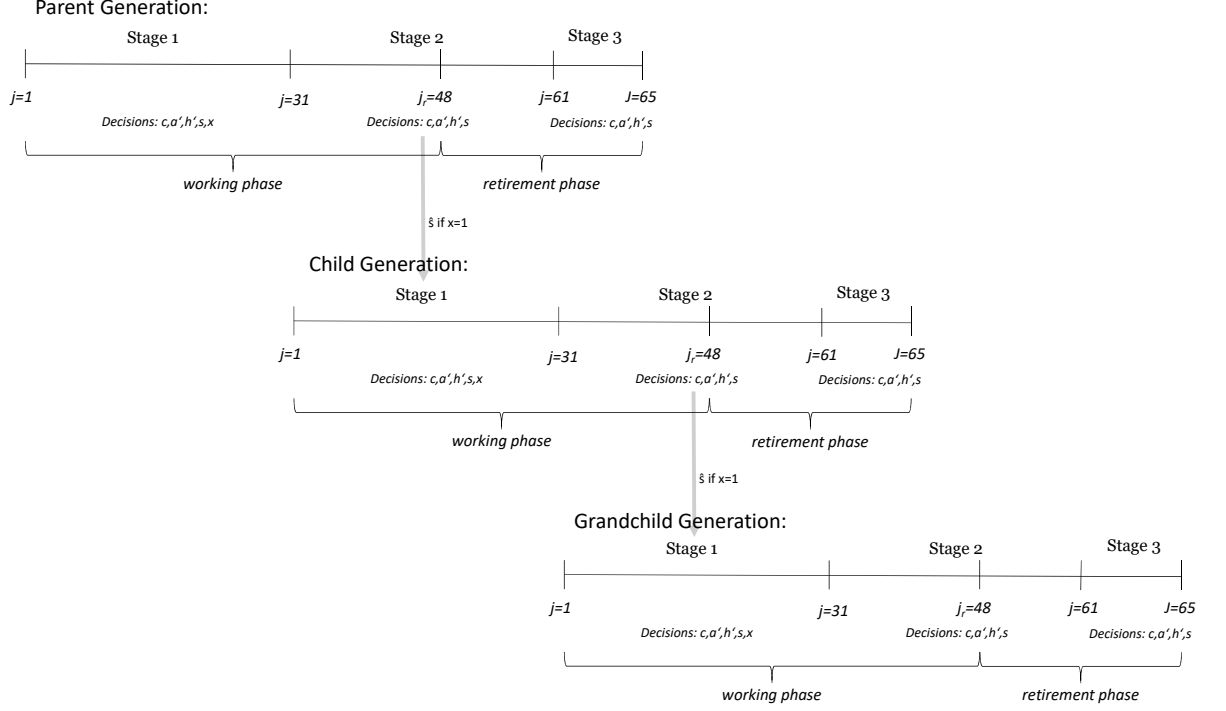 Parent Generation:
Stage 1 Stage 2 Stage 3
j=1 j=31 jᵣ=48 j=61 J=65
Decisions: c,a‘,h‘,s,x Decisions: c,a‘,h‘,s Decisions: c,a‘,h‘,s
working phase retirement phase
ŝ if x=1
Child Generation:
Stage 1 Stage 2 Stage 3
j=1 j=31 jᵣ=48 j=61 J=65
Decisions: c,a‘,h‘,s,x Decisions: c,a‘,h‘,s Decisions: c,a‘,h‘,s
working phase retirement phase
ŝ if x=1
Grandchild Generation:
Stage 1 Stage 2 Stage 3
j=1 j=31 jᵣ=48 j=61 J=65
Decisions: c,a‘,h‘,s,x Decisions: c,a‘,h‘,s Decisions: c,a‘,h‘,s
working phase retirement phase